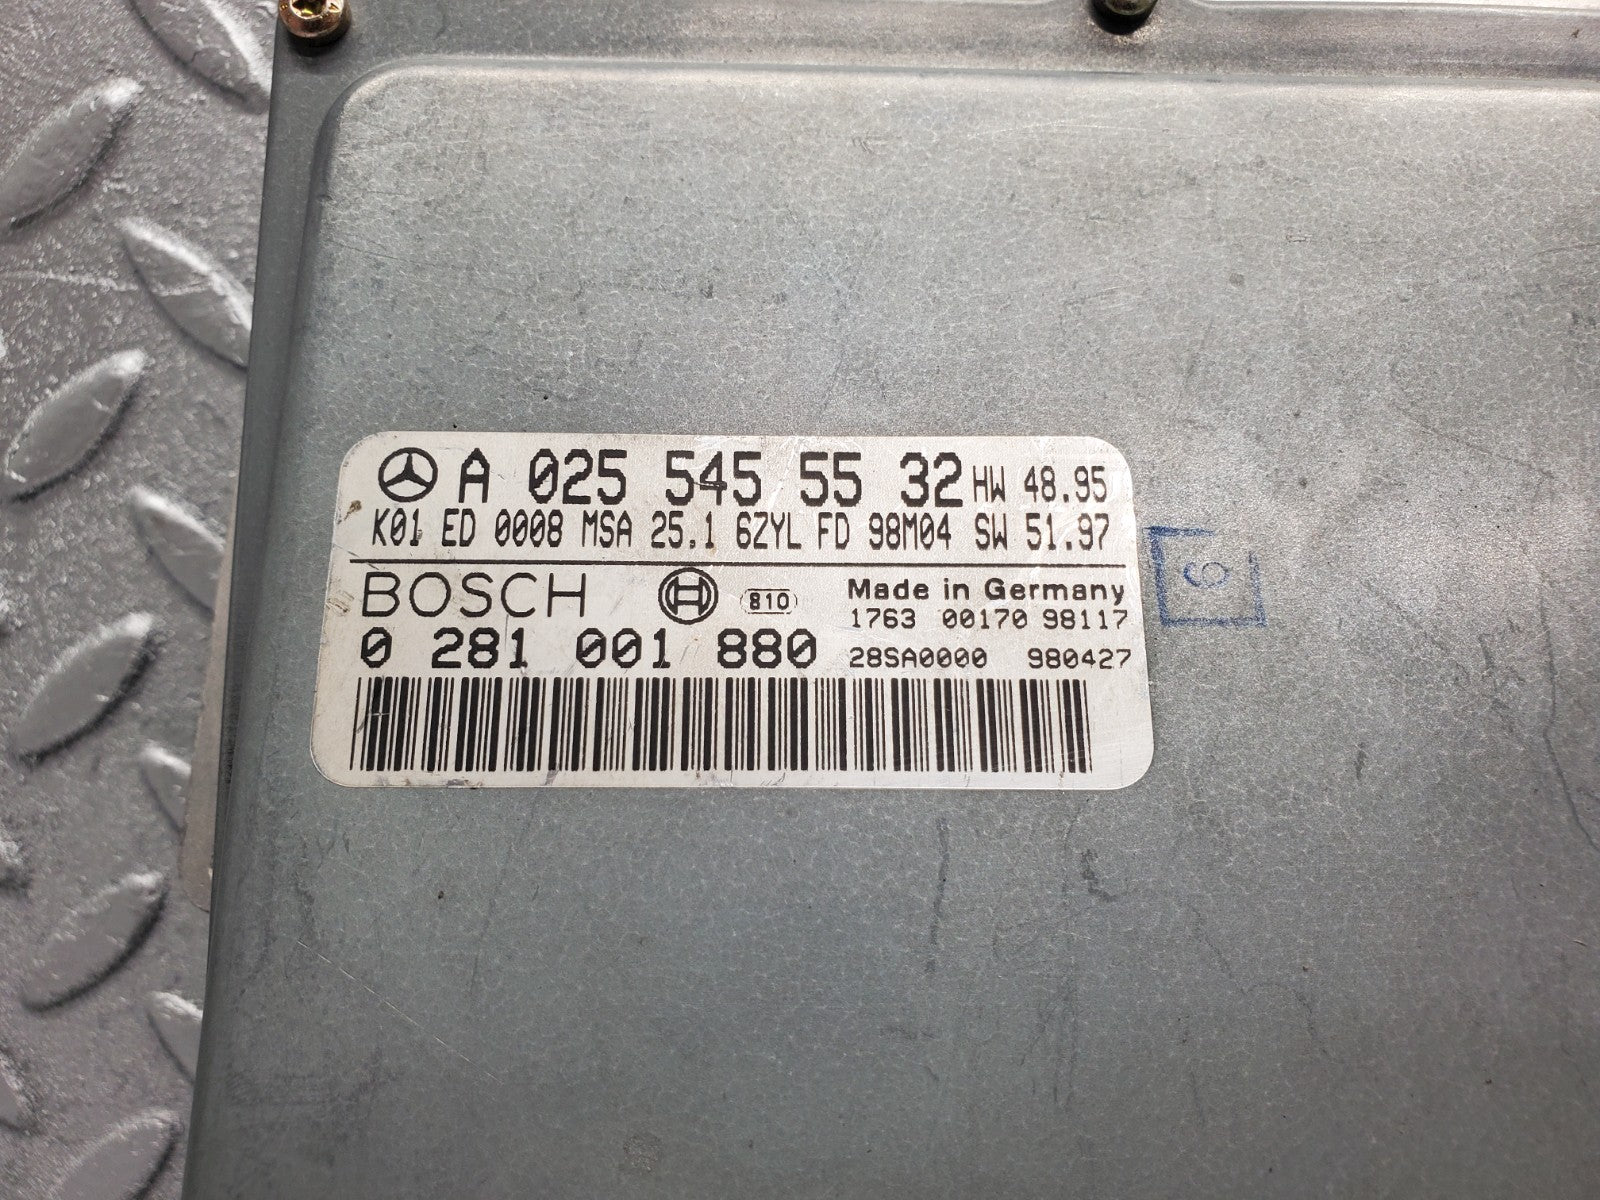 A 025 545 55 32 HW 48.95
K01 ED 0008 MSA 25.1 6ZYL FD 98M04 SW 51.97
BOSCH 810 Made in Germany
1763 00170 98117
0 281 001 880 28SA0000 980427
6